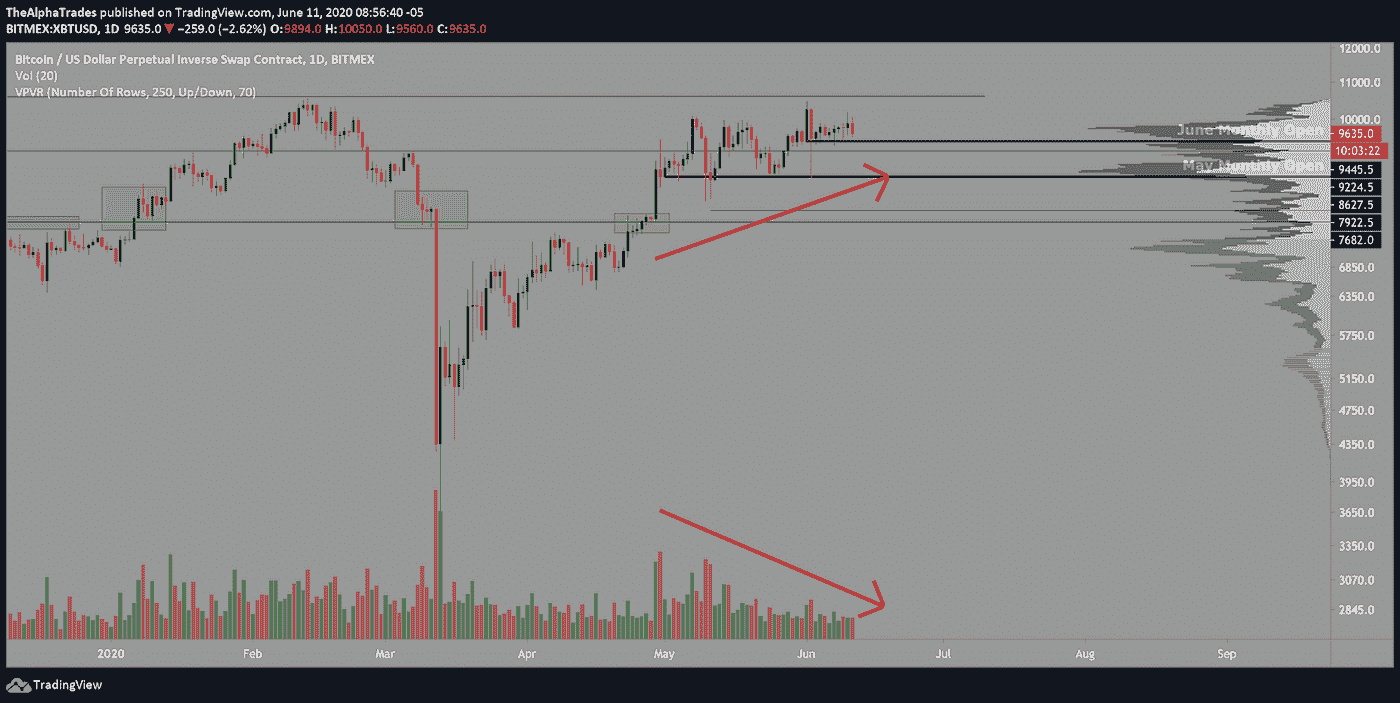 TheAlphaTrades published on TradingView.com, June 11, 2020 08:56:40 -05
BITMEX:XBTUSD, 1D 9635.0 ▼ −259.0 (−2.62%) O:9894.0 H:10050.0 L:9560.0 C:9635.0
Bitcoin / US Dollar Perpetual Inverse Swap Contract, 1D, BITMEX
Vol (20)
VPVR (Number Of Rows, 250, Up/Down, 70)
12000.0
11000.0
10000.0
June Monthly Open
9635.0
10:03:22
May Monthly Open
9445.5
9224.5
8627.5
7922.5
7682.0
6850.0
6350.0
5750.0
5150.0
4750.0
4350.0
3950.0
3650.0
3350.0
3070.0
2845.0
2020 Feb Mar Apr May Jun Jul Aug Sep
TradingView